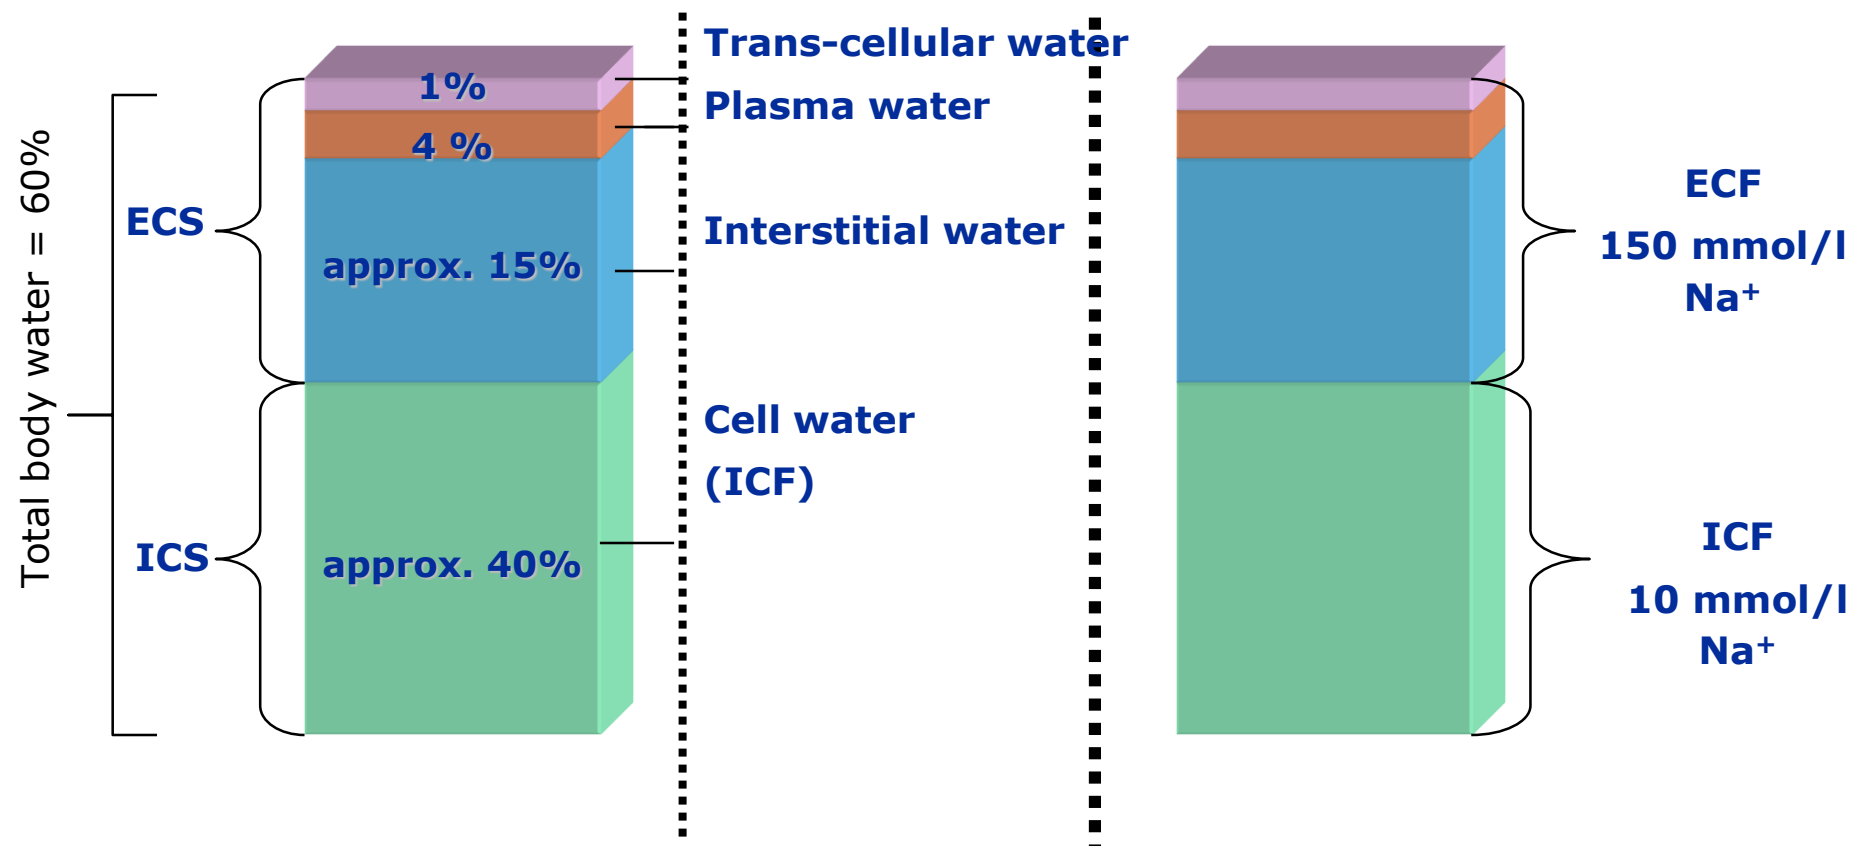 Total body water = 60%
ECS
ICS
1%
4 %
approx. 15%
approx. 40%
Trans-cellular water
Plasma water
Interstitial water
Cell water
(ICF)
ECF
150 mmol/l
Na⁺
ICF
10 mmol/l
Na⁺